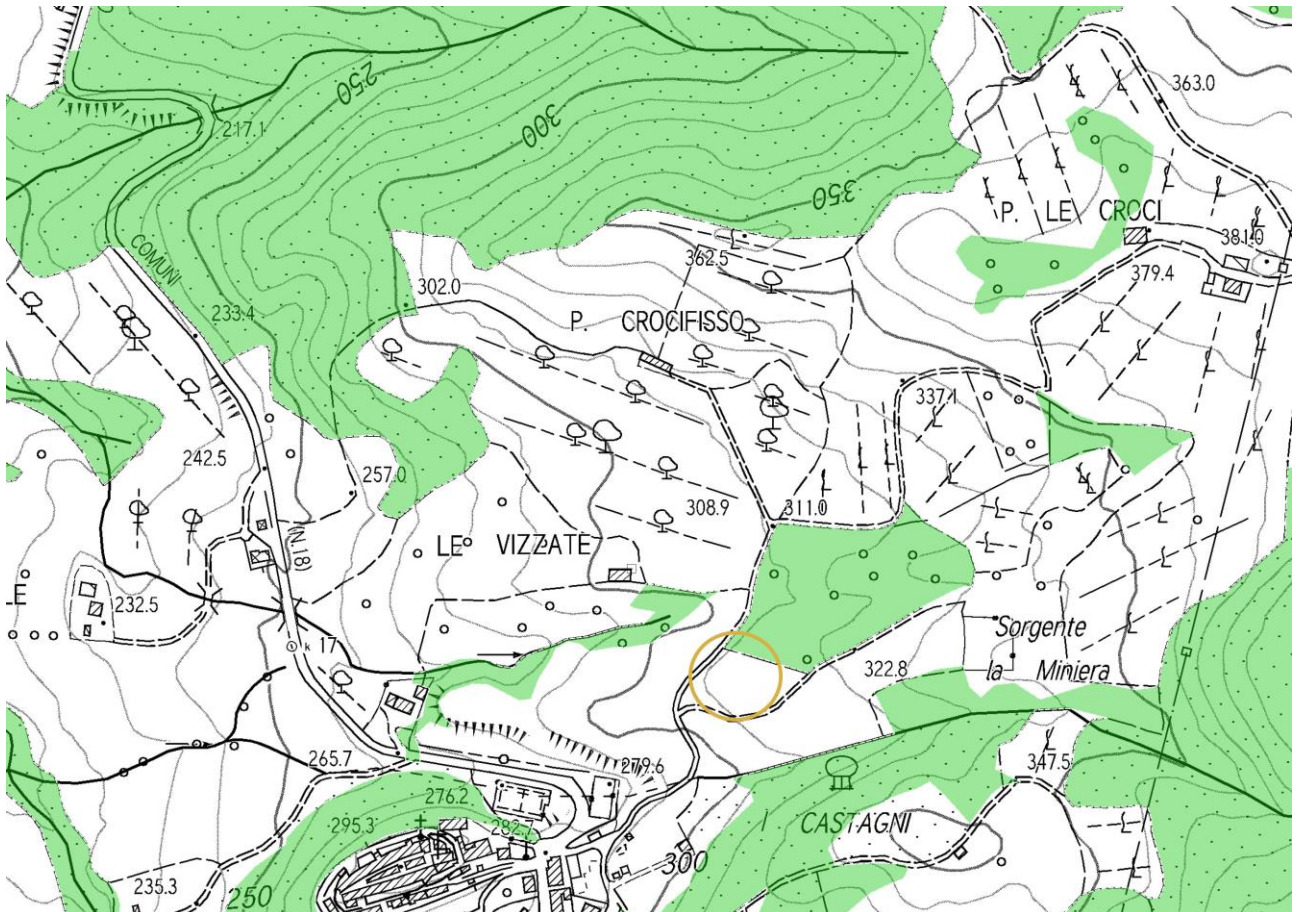 363.0
250
217.1
300
350
P. LE CROCI
381.0
COMUNI
362.5
379.4
302.0
233.4
P. CROCIFISSO
337.1
242.5
257.0
308.9
311.0
(N.18)
LE VIZZATE
E
232.5
Sorgente
k 17
322.8
la Miniera
265.7
279.6
347.5
276.2
295.3
I CASTAGNI
300
235.3
250